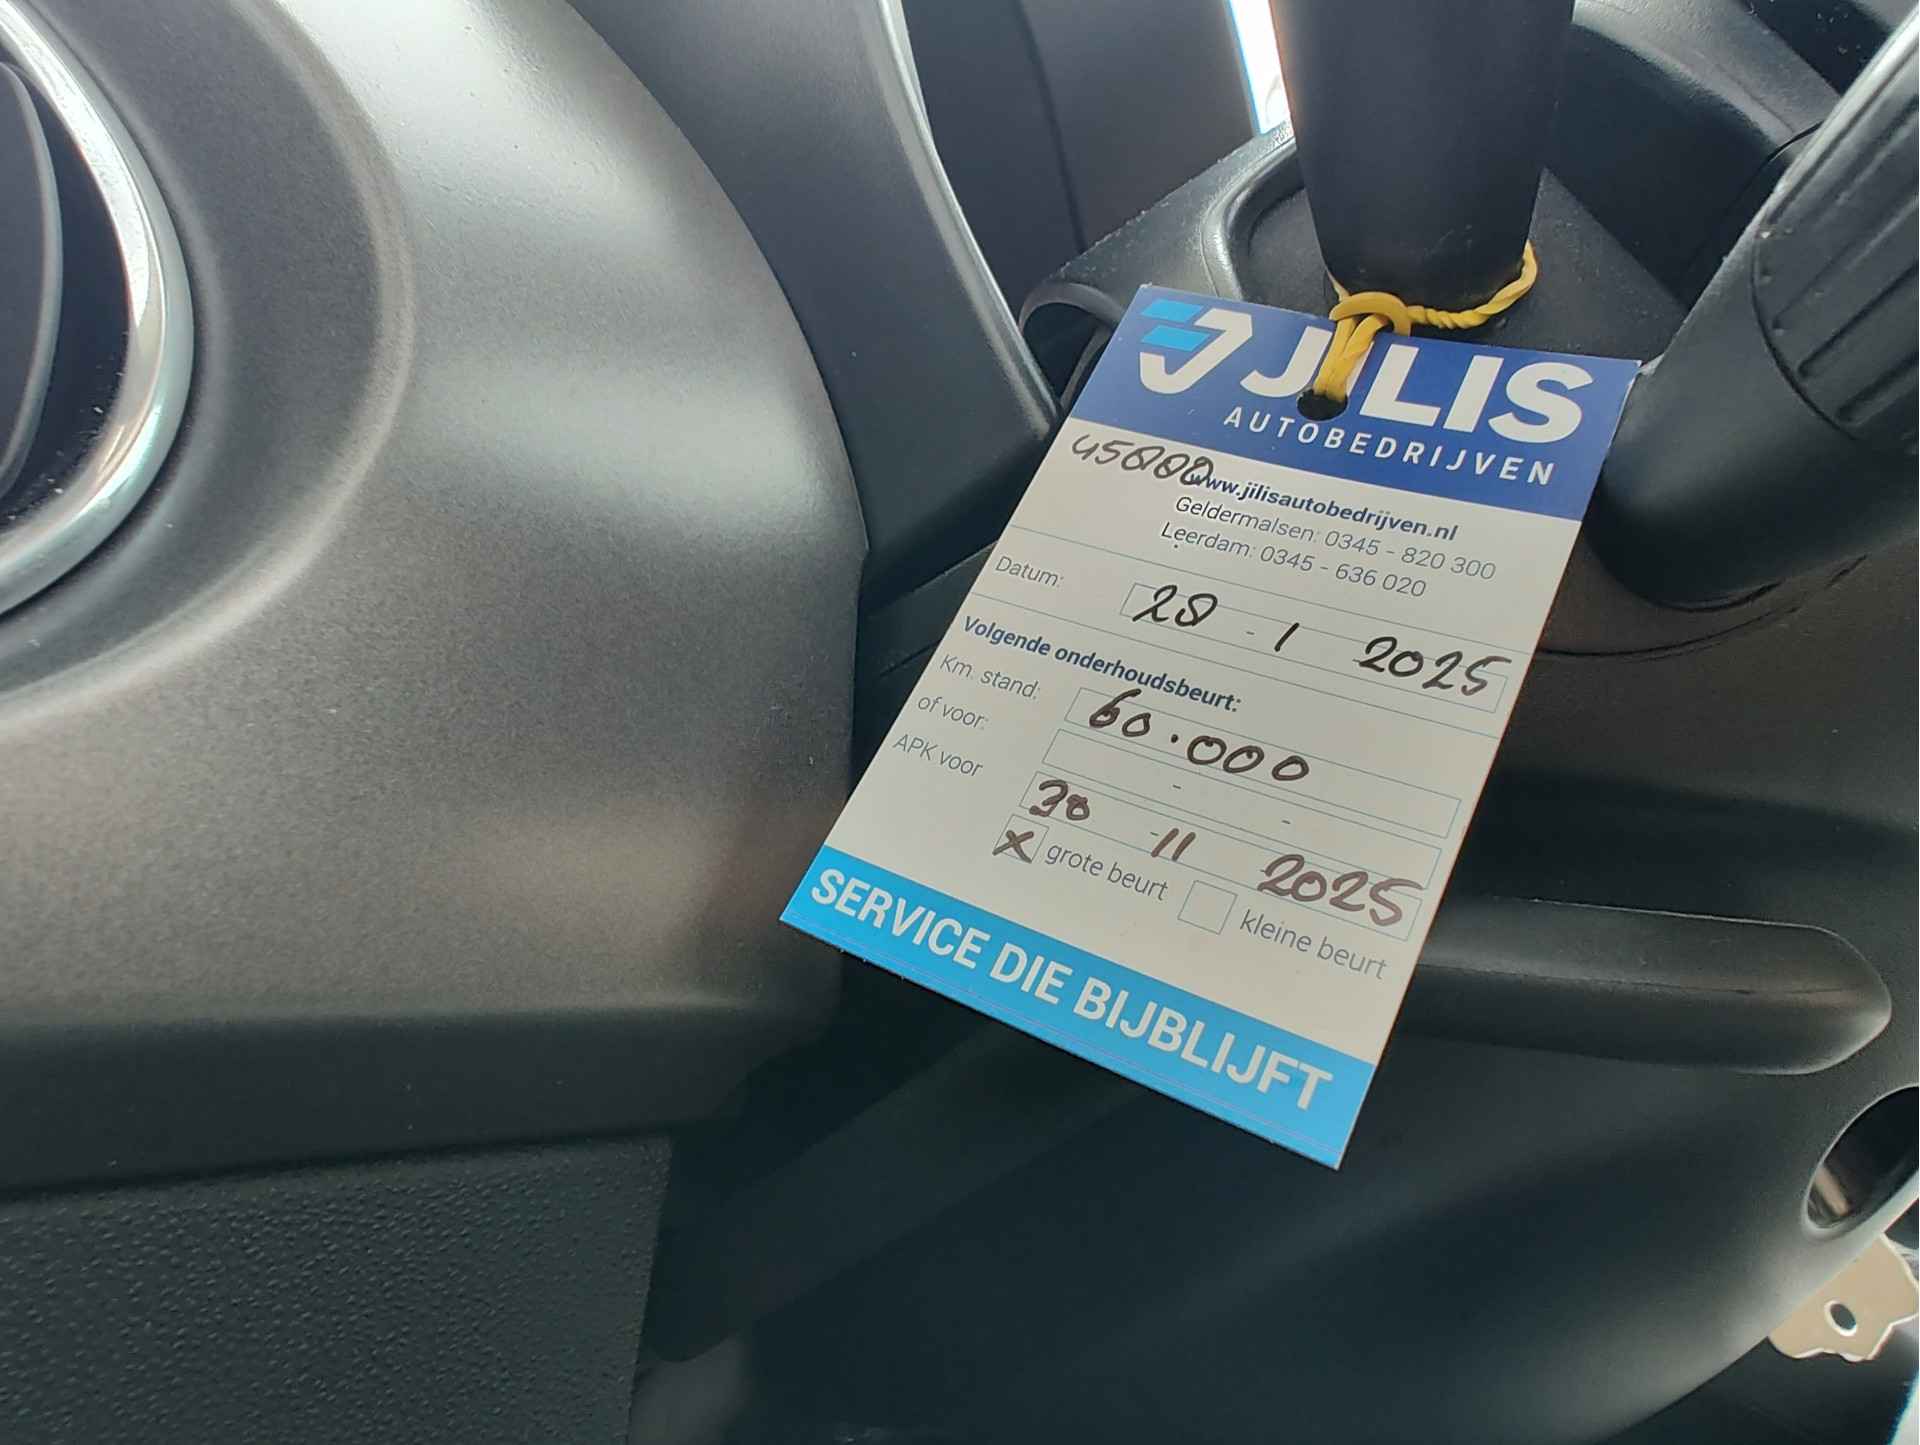 JILIS
AUTOBEDRIJVEN
45000
www.jilisautobedrijven.nl
Geldermalsen: 0345 - 820 300
Leerdam: 0345 - 636 020
Datum: 28 - 1 2025
Volgende onderhoudsbeurt:
Km. stand: 60.000
of voor: - -
APK voor 30 - 11 2025
X grote beurt kleine beurt
SERVICE DIE BIJBLIJFT